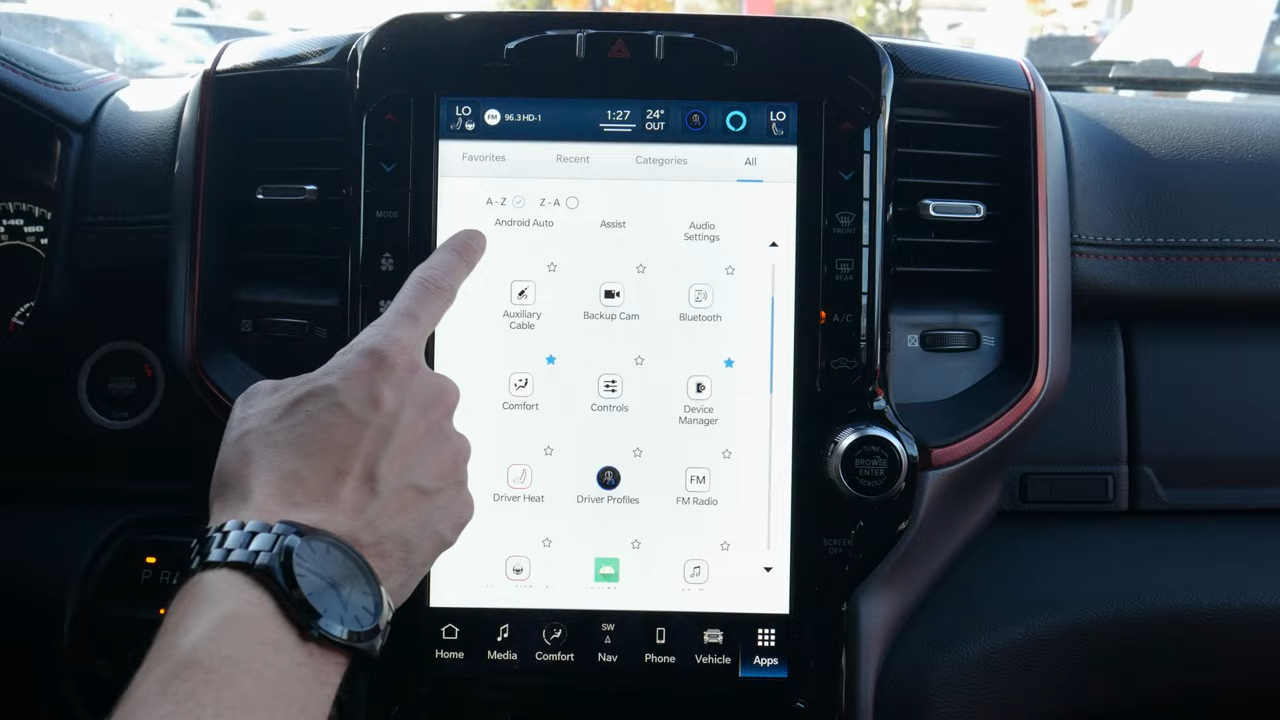 LO
FM
96.3 HD-1
1:27
24°
OUT
LO
Favorites
Recent
Categories
All
A - Z
Z - A
Android Auto
Assist
Audio
Settings
Auxiliary
Cable
Backup Cam
Bluetooth
Comfort
Controls
Device
Manager
Driver Heat
Driver Profiles
FM
FM Radio
Home
Media
Comfort
SW
Nav
Phone
Vehicle
Apps
MODE
FRONT
REAR
A/C
TUNE
BROWSE
ENTER
SCROLL
SCREEN
OFF
P R
140